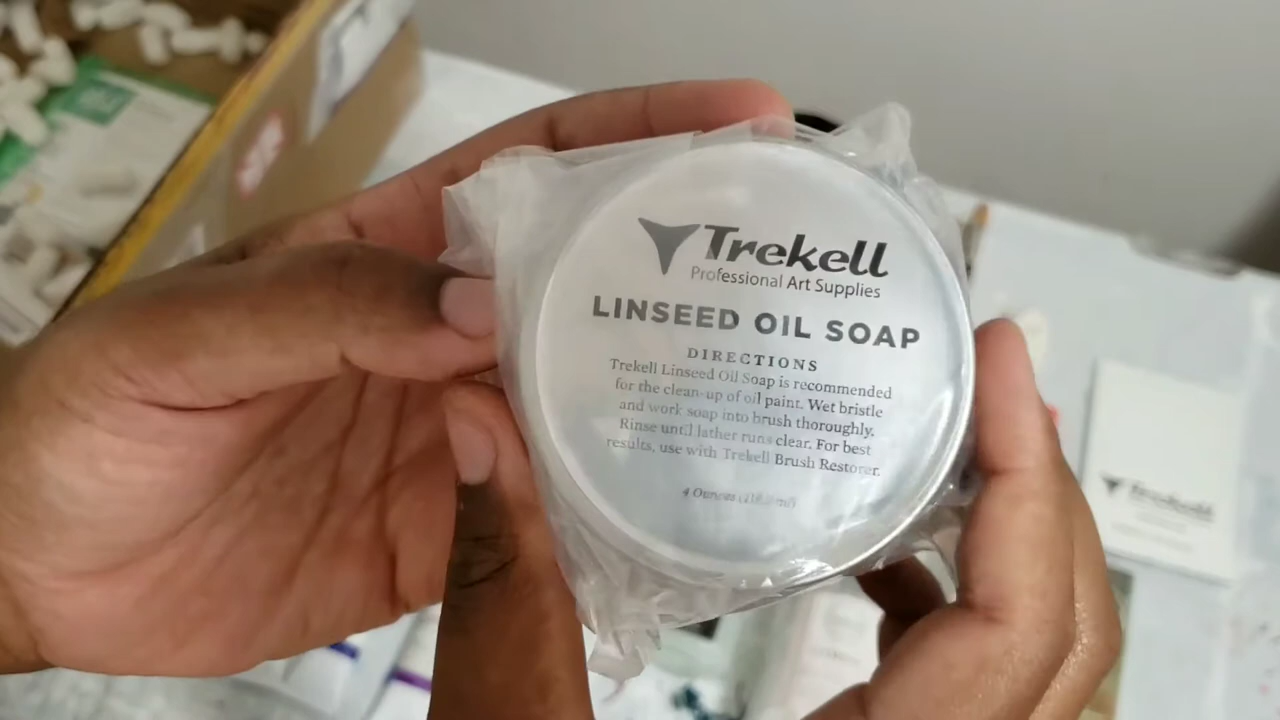 Trekell
Professional Art Supplies
LINSEED OIL SOAP
DIRECTIONS
Trekell Linseed Oil Soap is recommended
for the clean-up of oil paint. Wet bristle
and work soap into brush thoroughly.
Rinse until lather runs clear. For best
results, use with Trekell Brush Restorer.
4 Ounces
Trekell